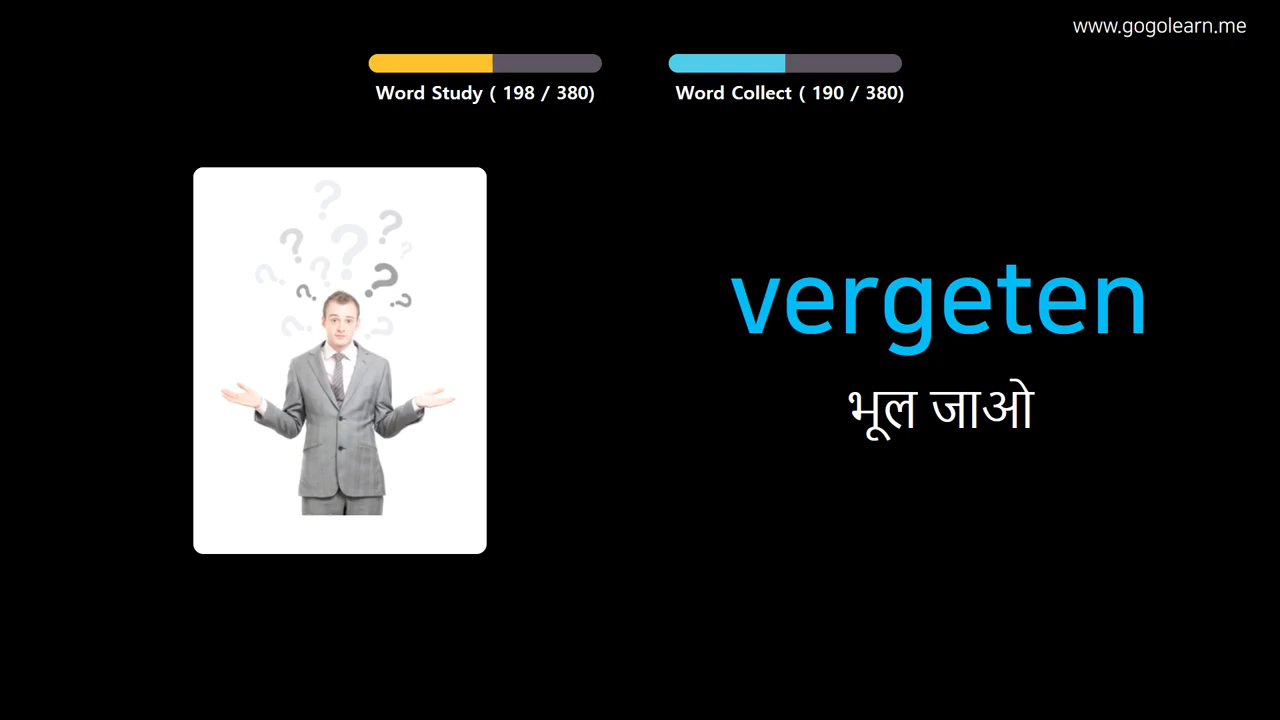 www.gogolearn.me
Word Study ( 198 / 380)
Word Collect ( 190 / 380)
vergeten
भूल जाओ